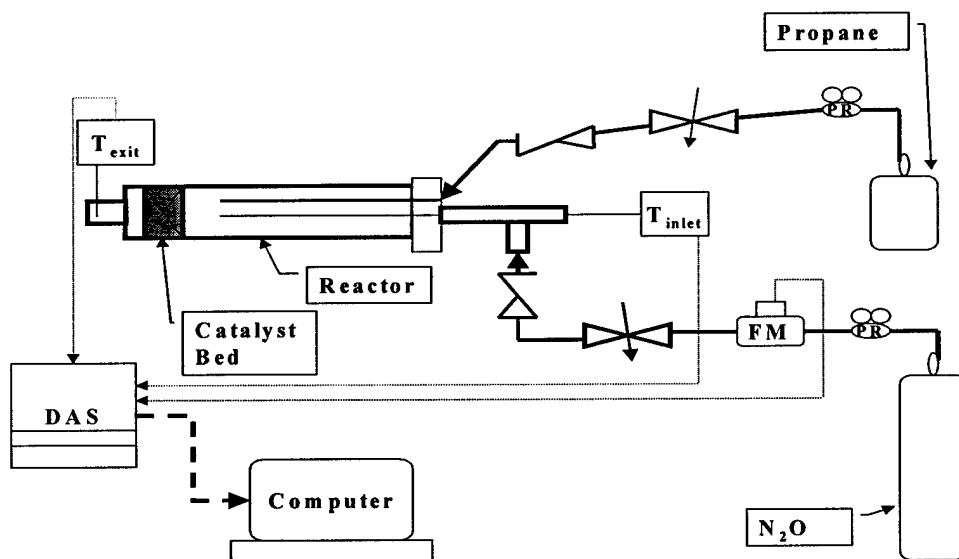 Propane
PR
T exit
T inlet
Reactor
Catalyst
Bed
FM
PR
DAS
Computer
N₂O